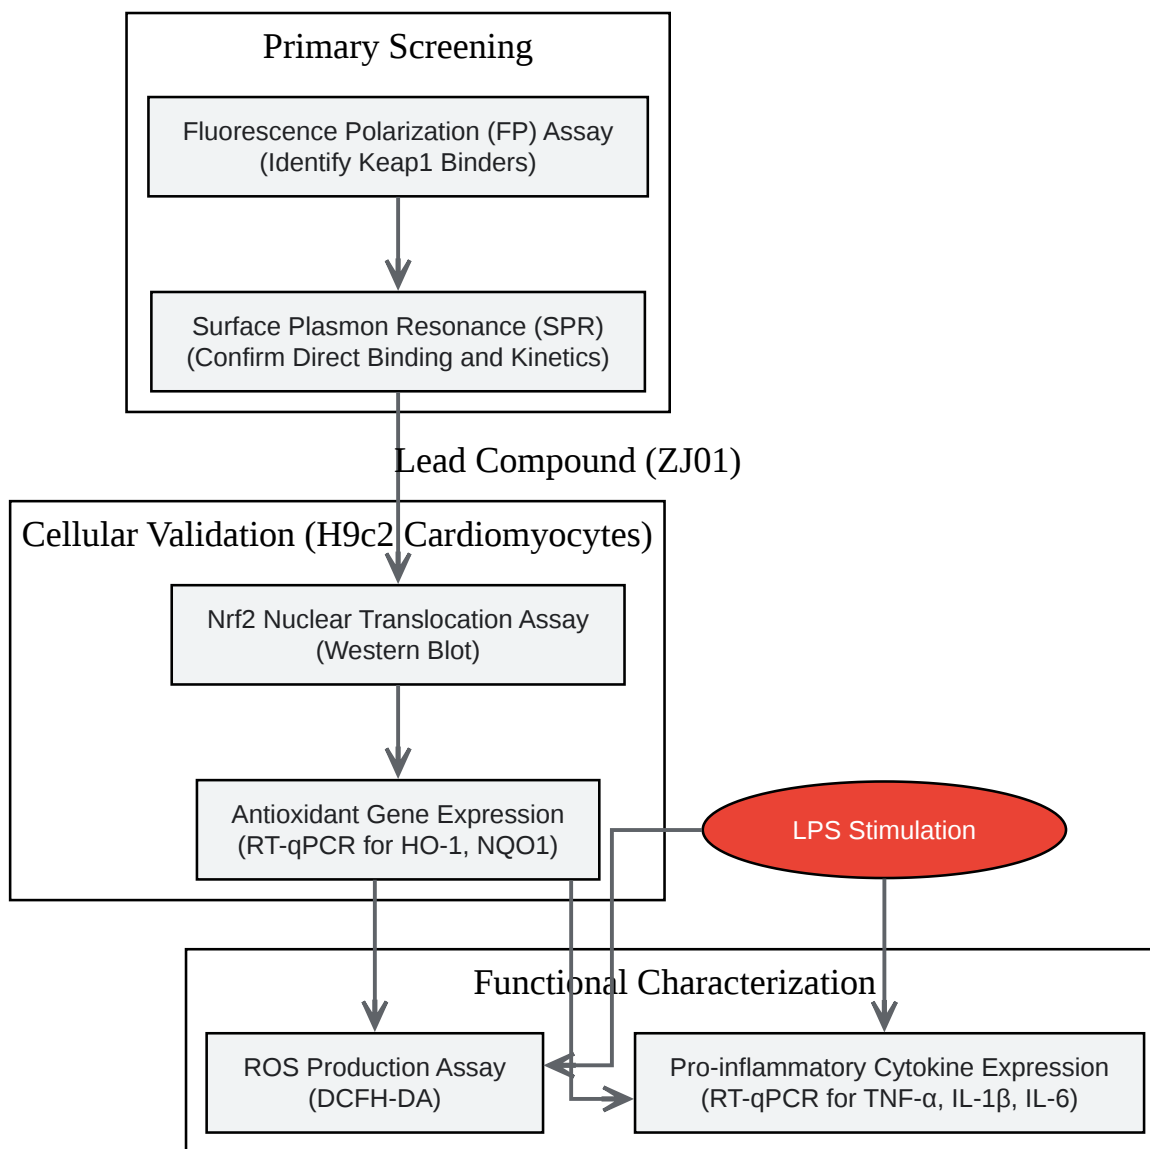 Primary Screening
Fluorescence Polarization (FP) Assay
(Identify Keap1 Binders)
Surface Plasmon Resonance (SPR)
(Confirm Direct Binding and Kinetics)
Lead Compound (ZJ01)
Cellular Validation (H9c2 Cardiomyocytes)
Nrf2 Nuclear Translocation Assay
(Western Blot)
Antioxidant Gene Expression
(RT-qPCR for HO-1, NQO1)
LPS Stimulation
Functional Characterization
ROS Production Assay
(DCFH-DA)
Pro-inflammatory Cytokine Expression
(RT-qPCR for TNF-α, IL-1β, IL-6)